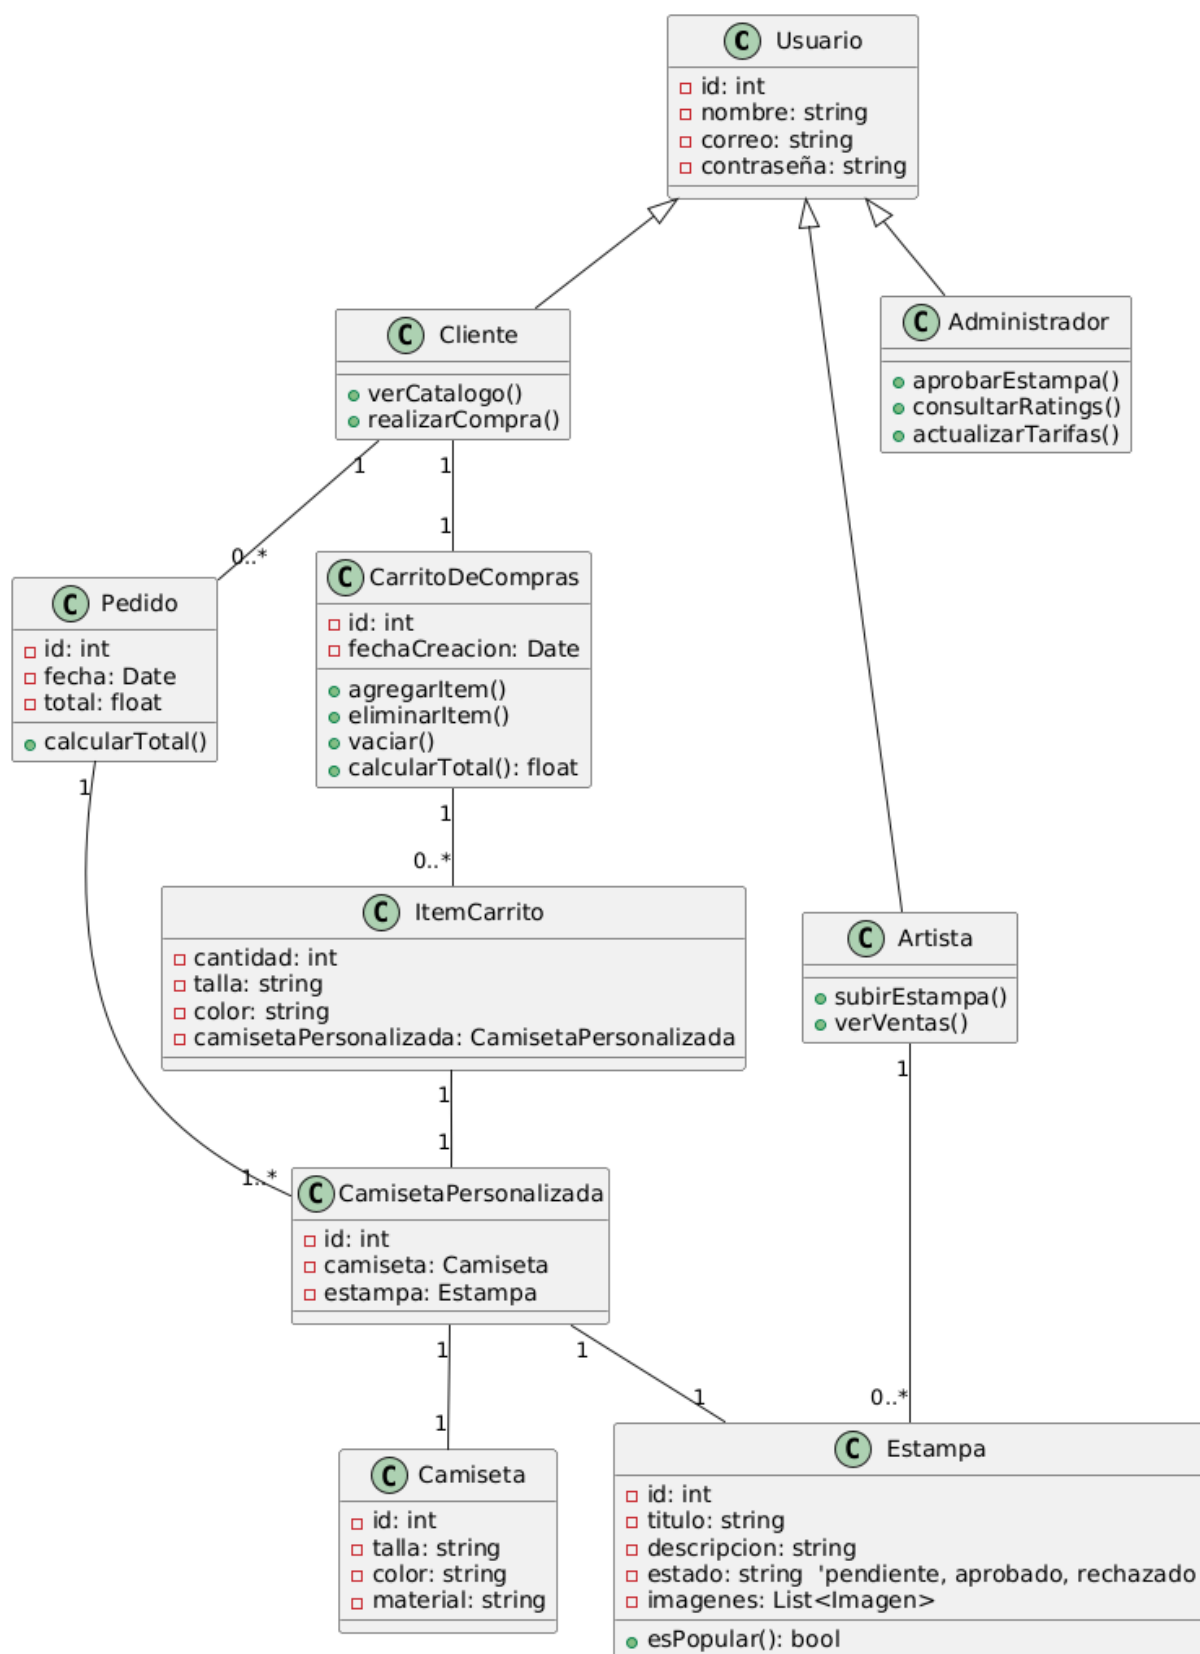 C Usuario
id: int
nombre: string
correo: string
contraseña: string
C Cliente
verCatalogo()
realizarCompra()
C Administrador
aprobarEstampa()
consultarRatings()
actualizarTarifas()
1
1
0..*
1
C Pedido
id: int
fecha: Date
total: float
calcularTotal()
C CarritoDeCompras
id: int
fechaCreacion: Date
agregarItem()
eliminarItem()
vaciar()
calcularTotal(): float
1
1
0..*
C ItemCarrito
cantidad: int
talla: string
color: string
camisetaPersonalizada: CamisetaPersonalizada
C Artista
subirEstampa()
verVentas()
1
1
1
1..*
C CamisetaPersonalizada
id: int
camiseta: Camiseta
estampa: Estampa
1
1
1
1
0..*
C Camiseta
id: int
talla: string
color: string
material: string
C Estampa
id: int
titulo: string
descripcion: string
estado: string 'pendiente, aprobado, rechazado
imagenes: List<Imagen>
esPopular(): bool